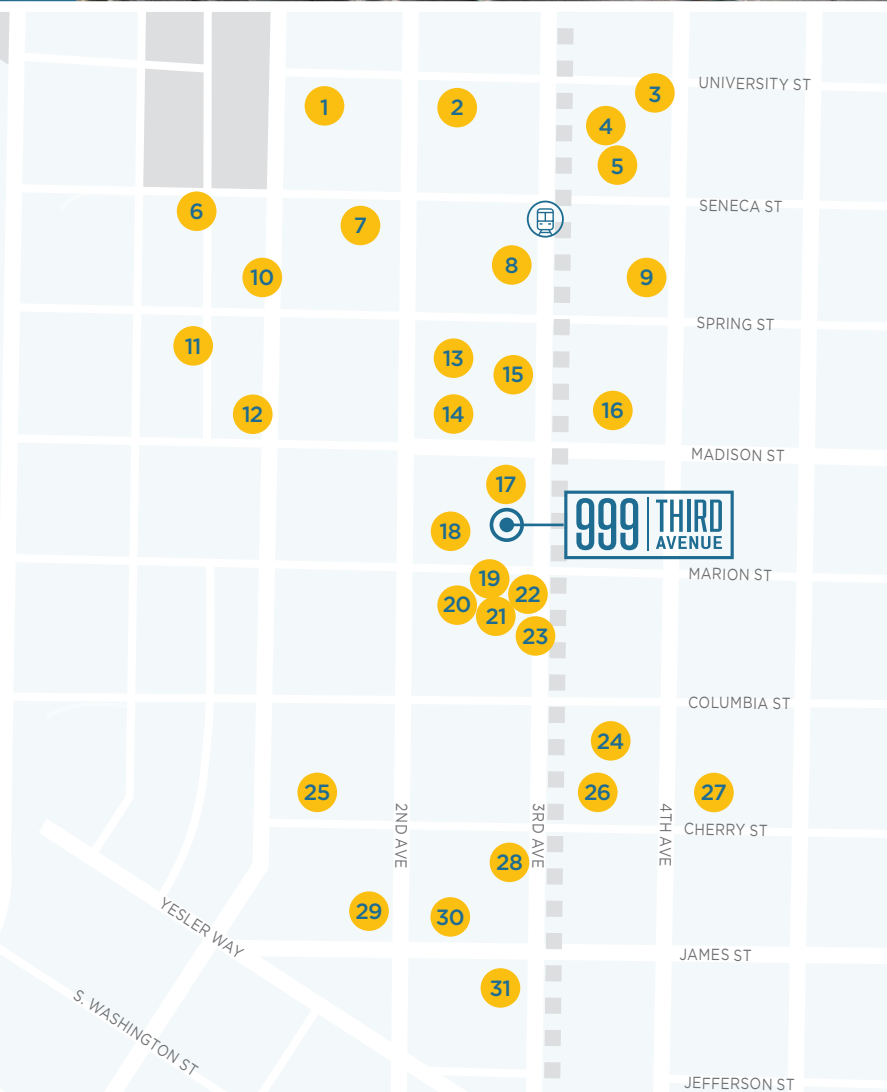 UNIVERSITY ST
3
1
2
4
5
SENECA ST
6
7
8
9
10
SPRING ST
11
13
15
12
14
16
MADISON ST
17
999 THIRD
AVENUE
18
MARION ST
19
22
20
21
23
COLUMBIA ST
24
25
26
27
2ND AVE
3RD AVE
4TH AVE
CHERRY ST
28
29
30
YESLER WAY
JAMES ST
31
S. WASHINGTON ST
JEFFERSON ST